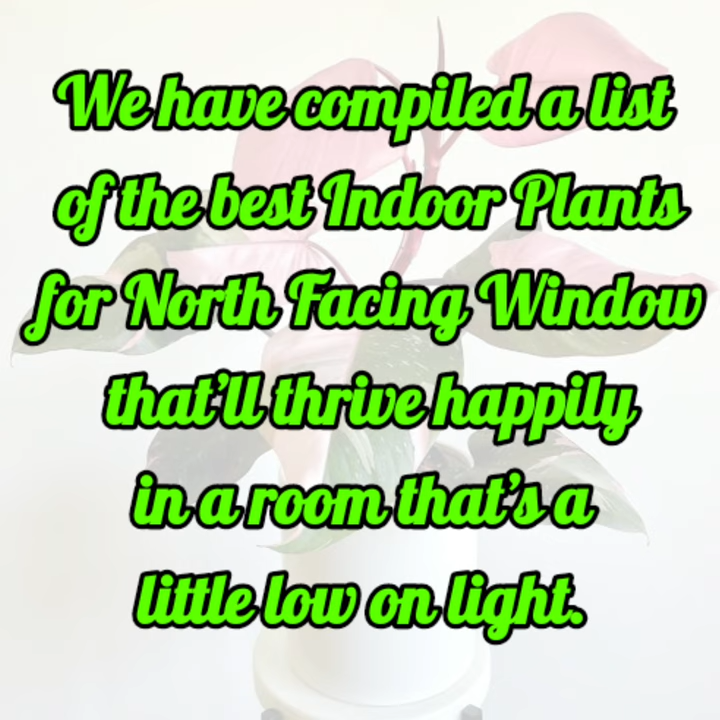 We have compiled a list
of the best Indoor Plants
for North Facing Window
that'll thrive happily
in a room that's a
little low on light.